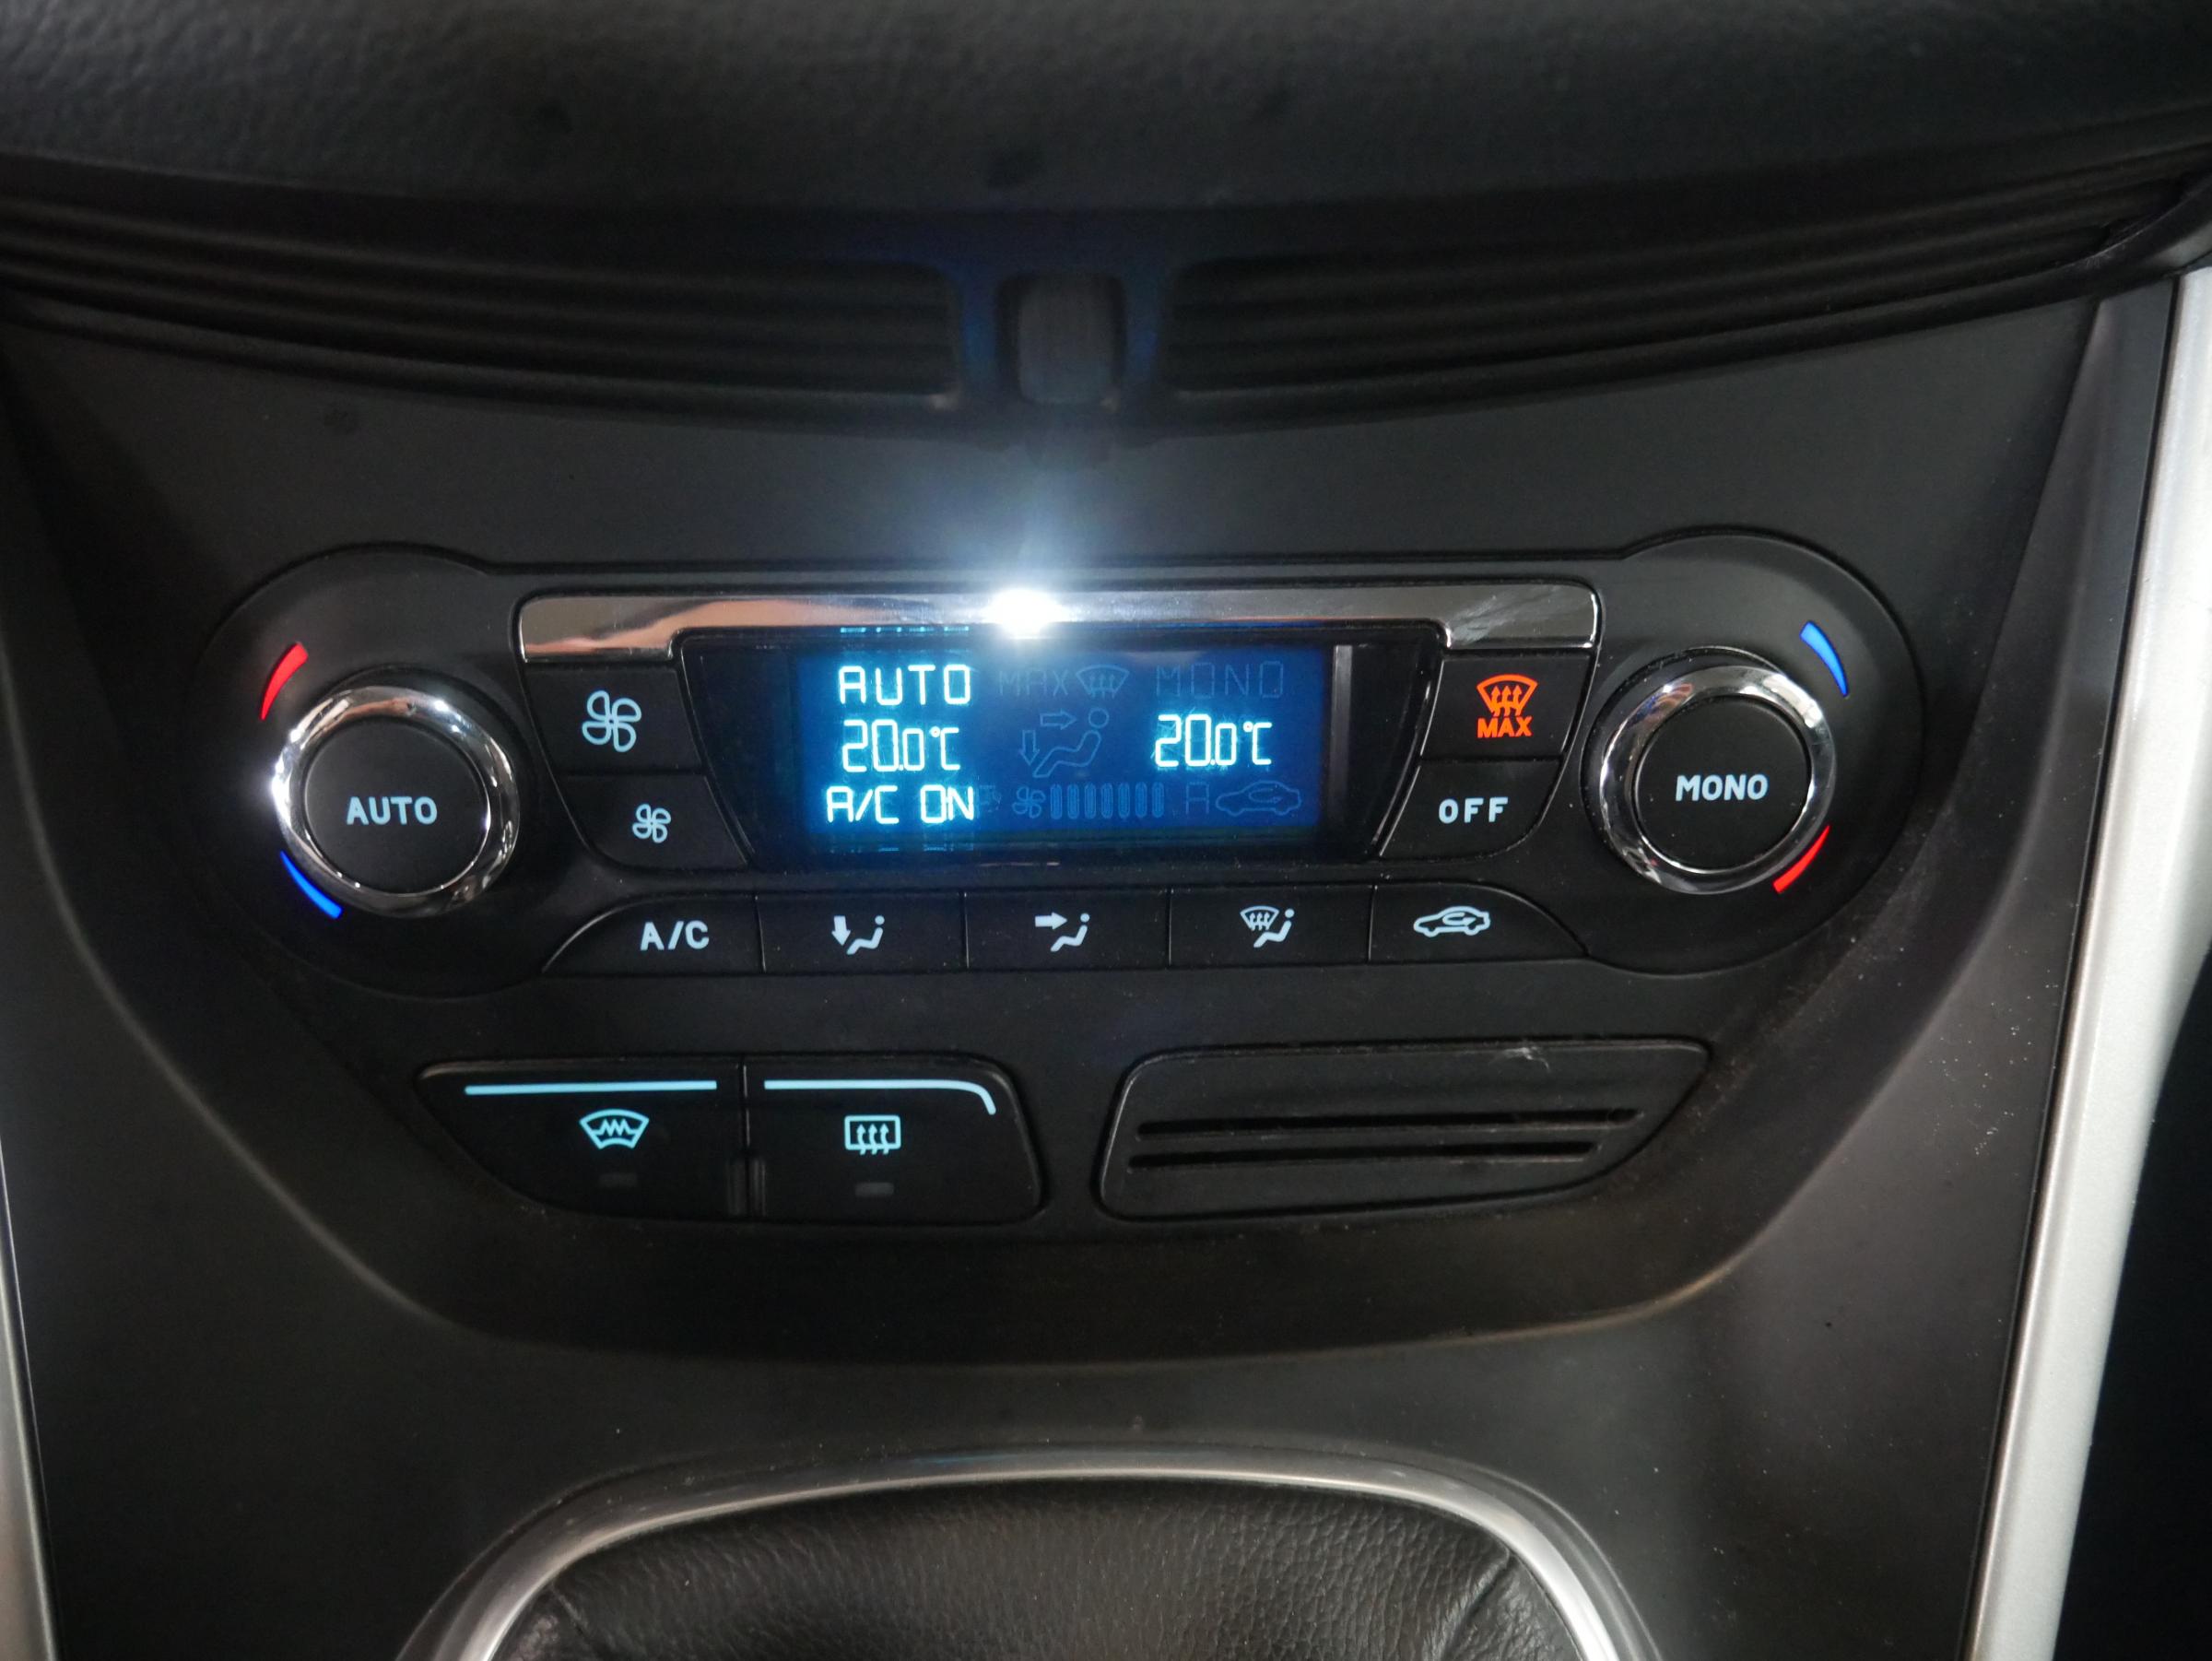 AUTO MAX MONO
20.0°C 20.0°C
A/C ON A
MAX
AUTO
OFF
MONO
A/C